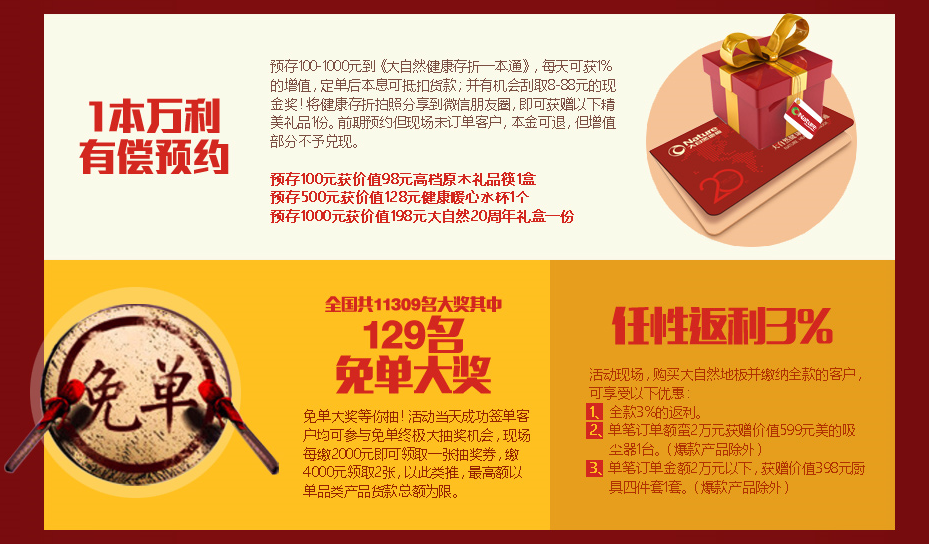 1本万利
有偿预约
预存100-1000元到《大自然健康存折一本通》,每天可获1%
的增值,定单后本息可抵扣货款;并有机会刮取8-88元的现
金奖!将健康存折拍照分享到微信朋友圈,即可获赠以下精
美礼品1份。前期预约但现场未订单客户,本金可退,但增值
部分不予兑现。
预存100元获价值98元高档原木礼品筷1盒
预存500元获价值128元健康暖心水杯1个
预存1000元获价值198元大自然20周年礼盒一份
Nature
大自然地板
20
Nature
免单
全国共11309名大奖其中
129名
免单大奖
免单大奖等你抽!活动当天成功签单客
户均可参与免单终极大抽奖机会,现场
每缴2000元即可领取一张抽奖券,缴
4000元领取2张,以此类推,最高额以
单品类产品货款总额为限。
任性返利3%
活动现场,购买大自然地板并缴纳全款的客户,
可享受以下优惠:
1、全款3%的返利。
2、单笔订单额蛮2万元获赠价值599元美的吸
尘器1台。(爆款产品除外)
3、单笔订单金额2万元以下,获赠价值398元厨
具四件套1套。(爆款产品除外)